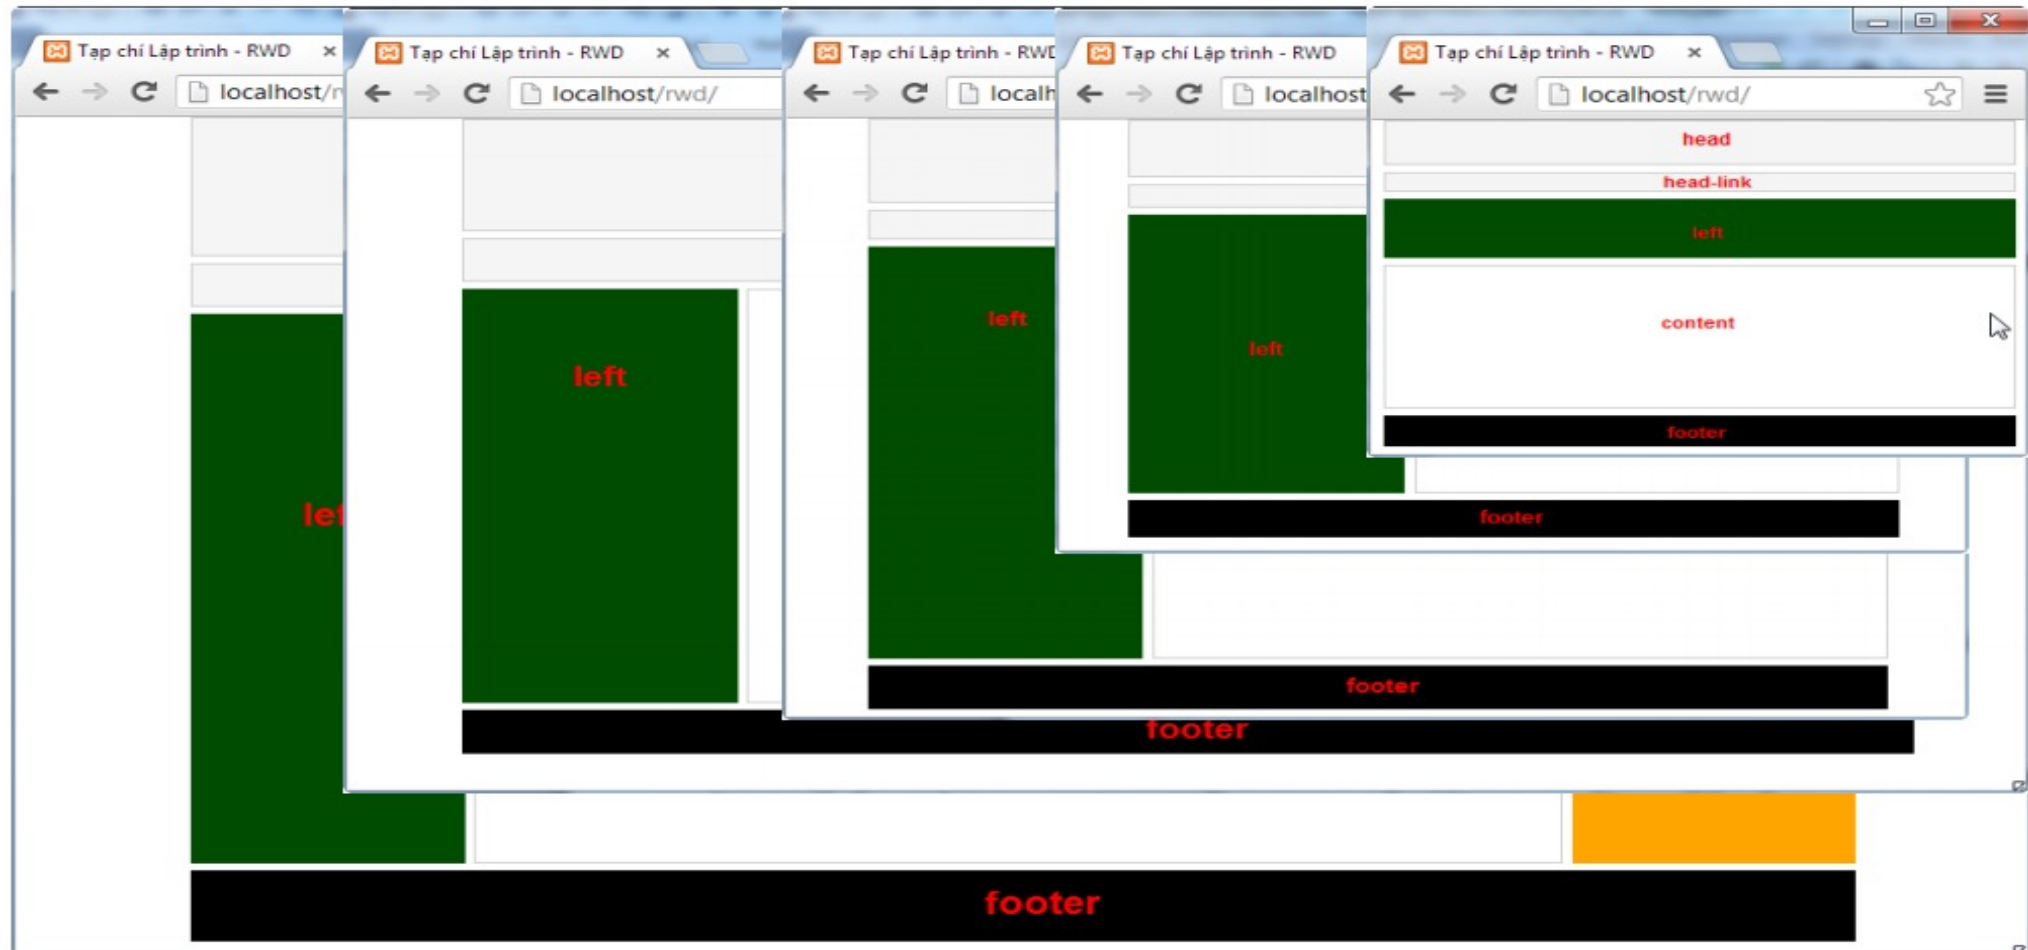 Tạp chí Lập trình - RWD
Tạp chí Lập trình - RWD
Tạp chí Lập trình - RWD
Tạp chí Lập trình - RWD
Tạp chí Lập trình - RWD
localhost/r
localhost/rwd/
localh
localhost
localhost/rwd/
head
head-link
left
content
footer
left
footer
left
footer
left
footer
lef
footer